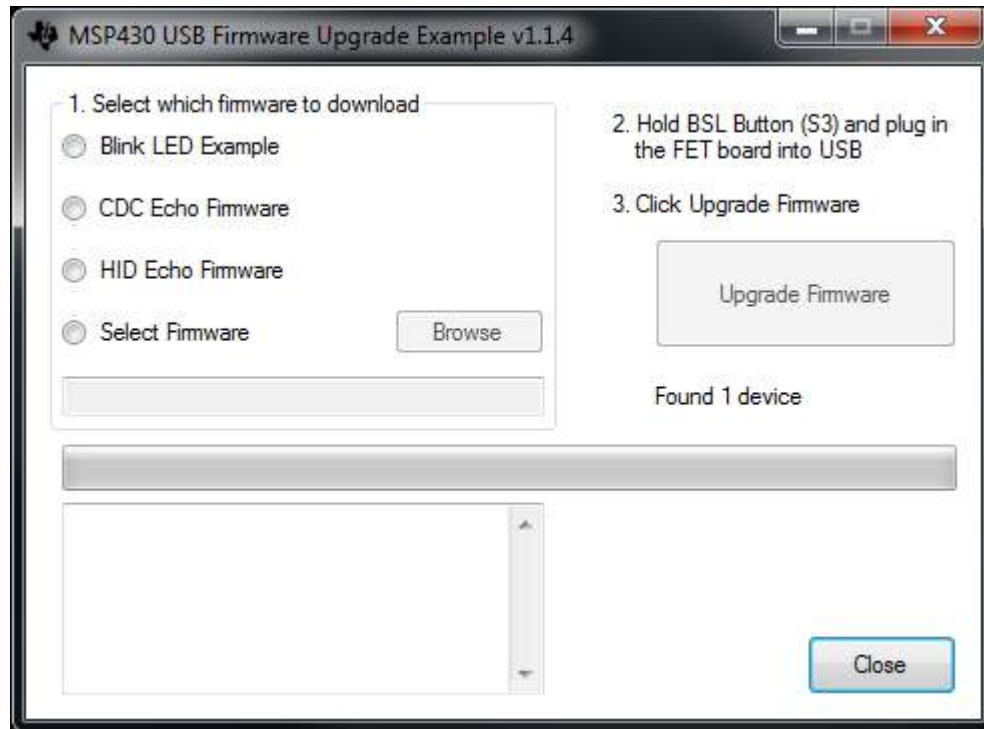 MSP430 USB Firmware Upgrade Example v1.1.4
1. Select which firmware to download
Blink LED Example
CDC Echo Firmware
HID Echo Firmware
Select Firmware
Browse
2. Hold BSL Button (S3) and plug in
the FET board into USB
3. Click Upgrade Firmware
Upgrade Firmware
Found 1 device
Close